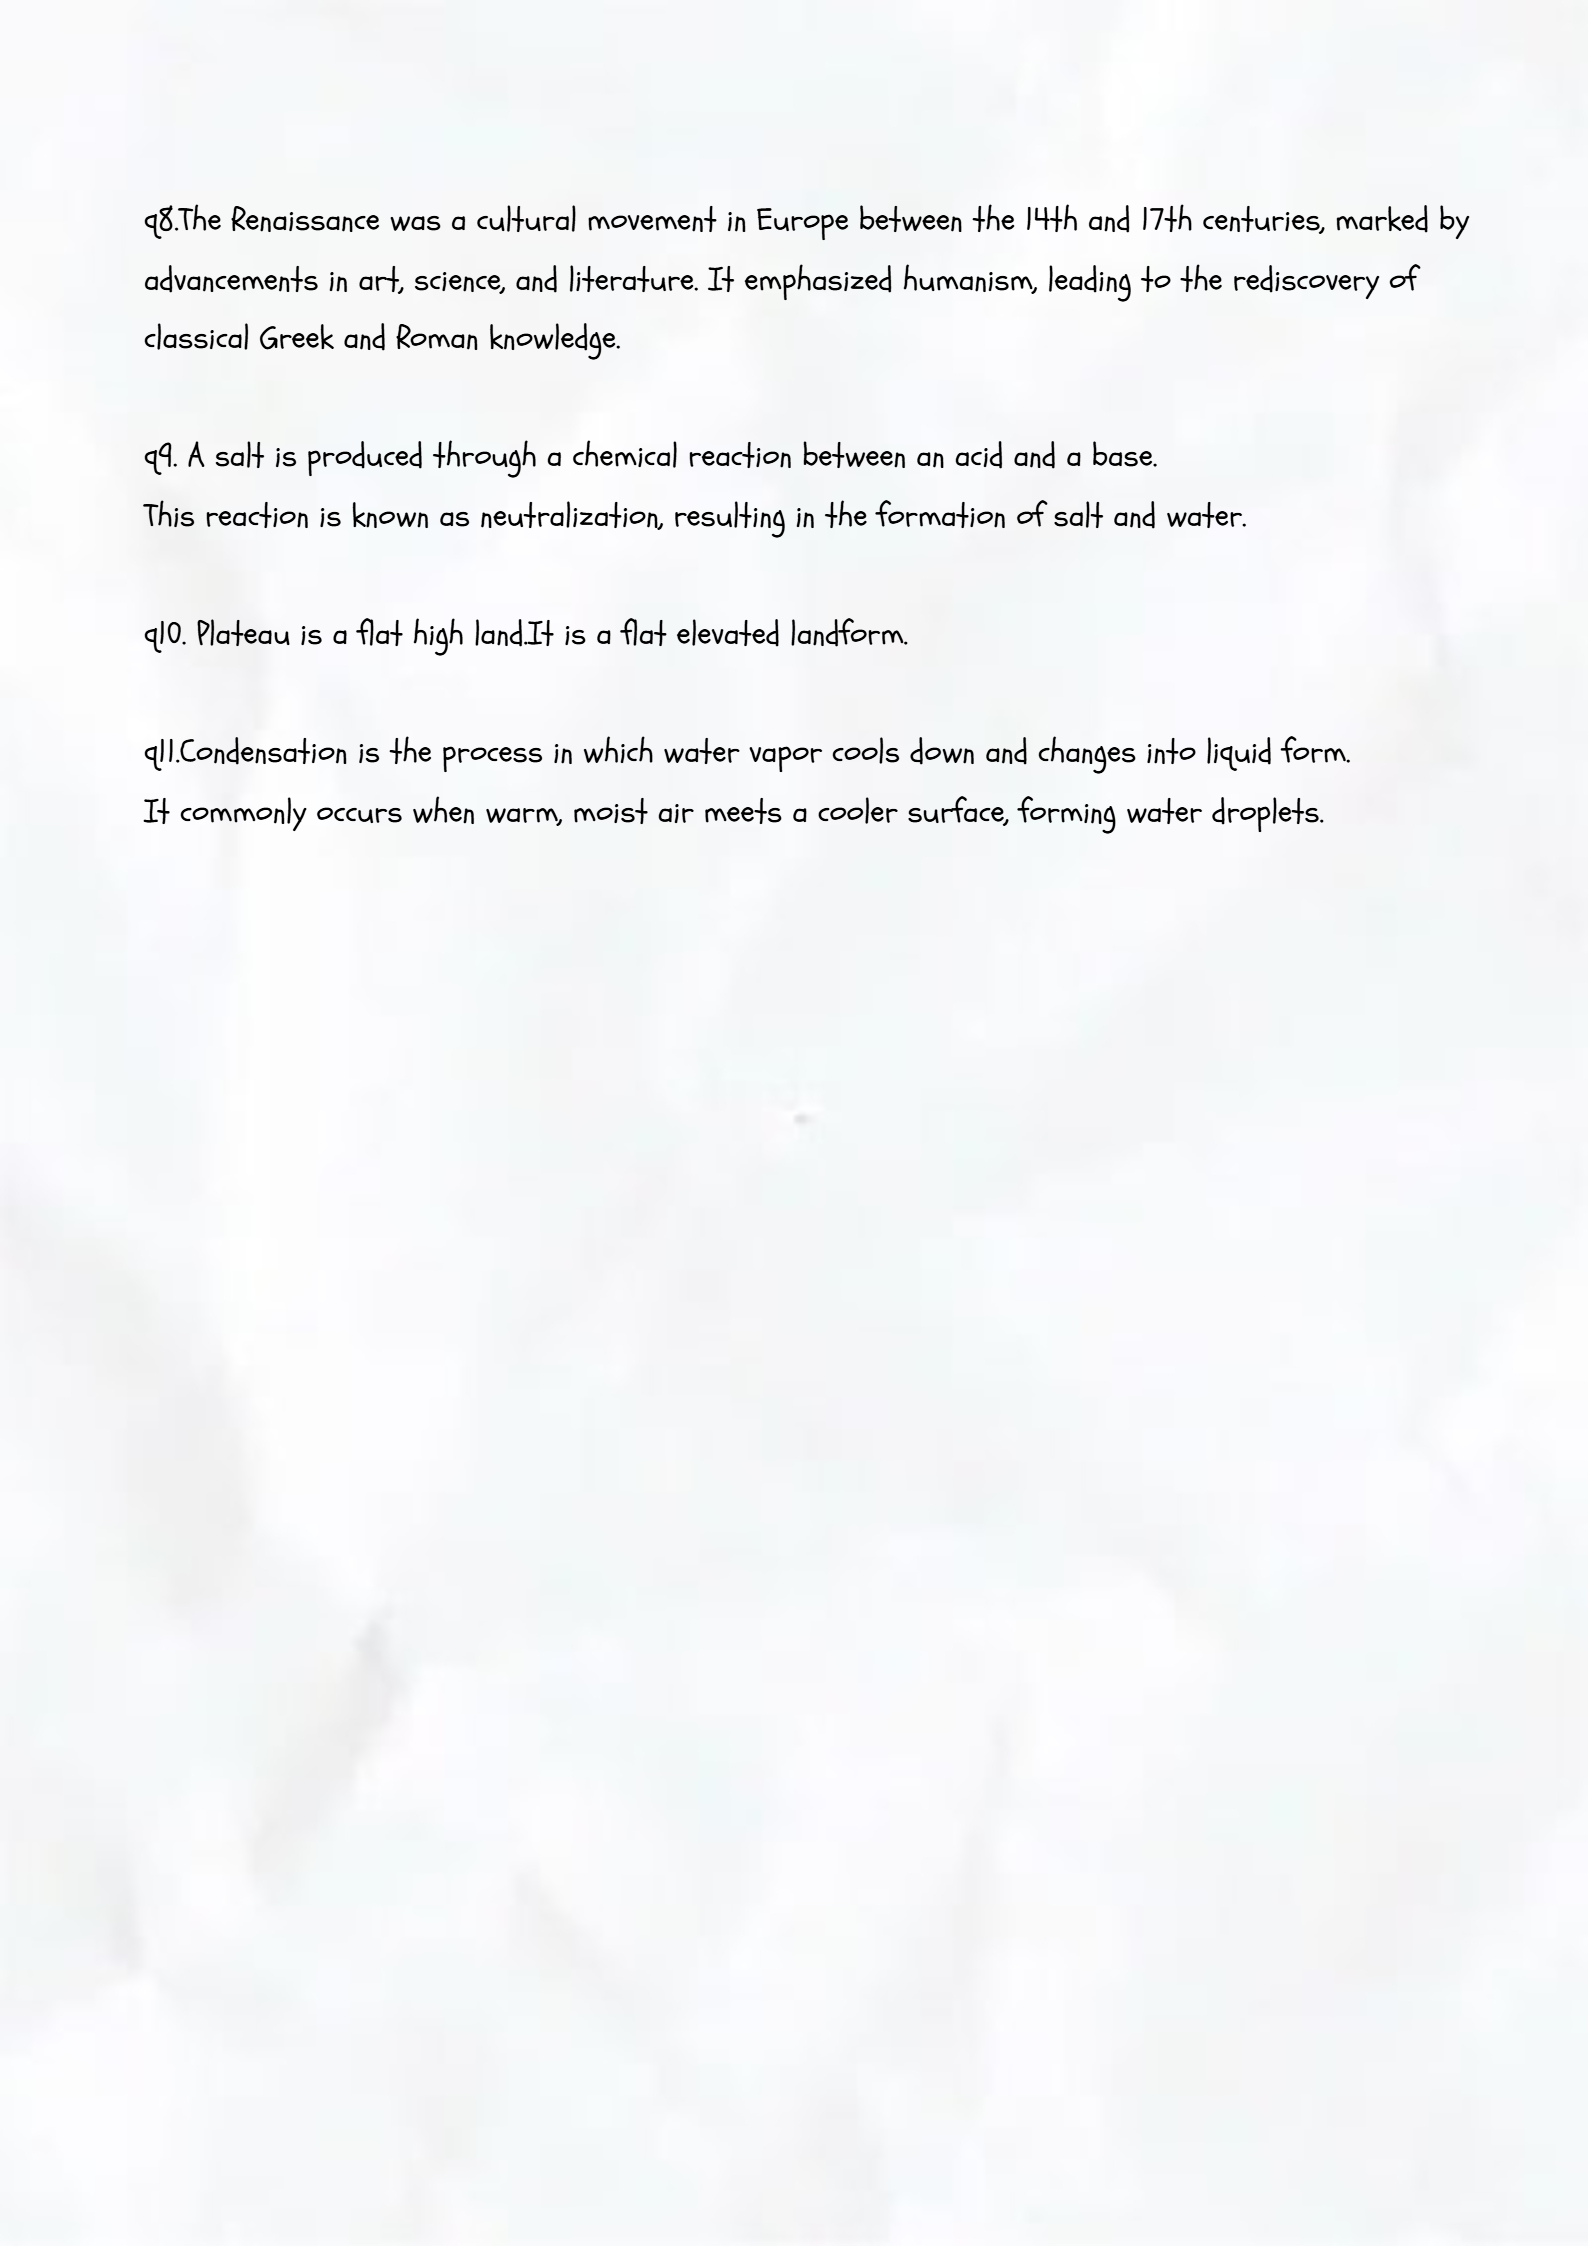 q8.The Renaissance was a cultural movement in Europe between the 14th and 17th centuries, marked by
advancements in art, science, and literature. It emphasized humanism, leading to the rediscovery of
classical Greek and Roman knowledge.
q9. A salt is produced through a chemical reaction between an acid and a base.
This reaction is known as neutralization, resulting in the formation of salt and water.
q10. Plateau is a flat high land.It is a flat elevated landform.
q11.Condensation is the process in which water vapor cools down and changes into liquid form.
It commonly occurs when warm, moist air meets a cooler surface, forming water droplets.